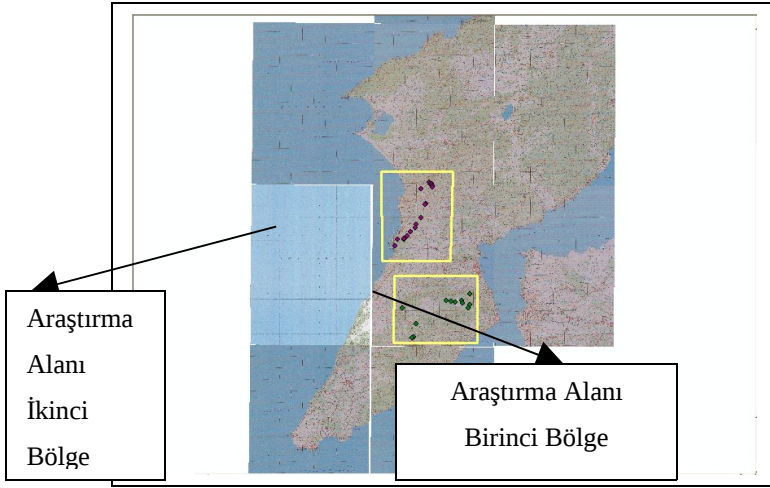 Araştırma
Alanı
İkinci
Bölge
Araştırma Alanı
Birinci Bölge